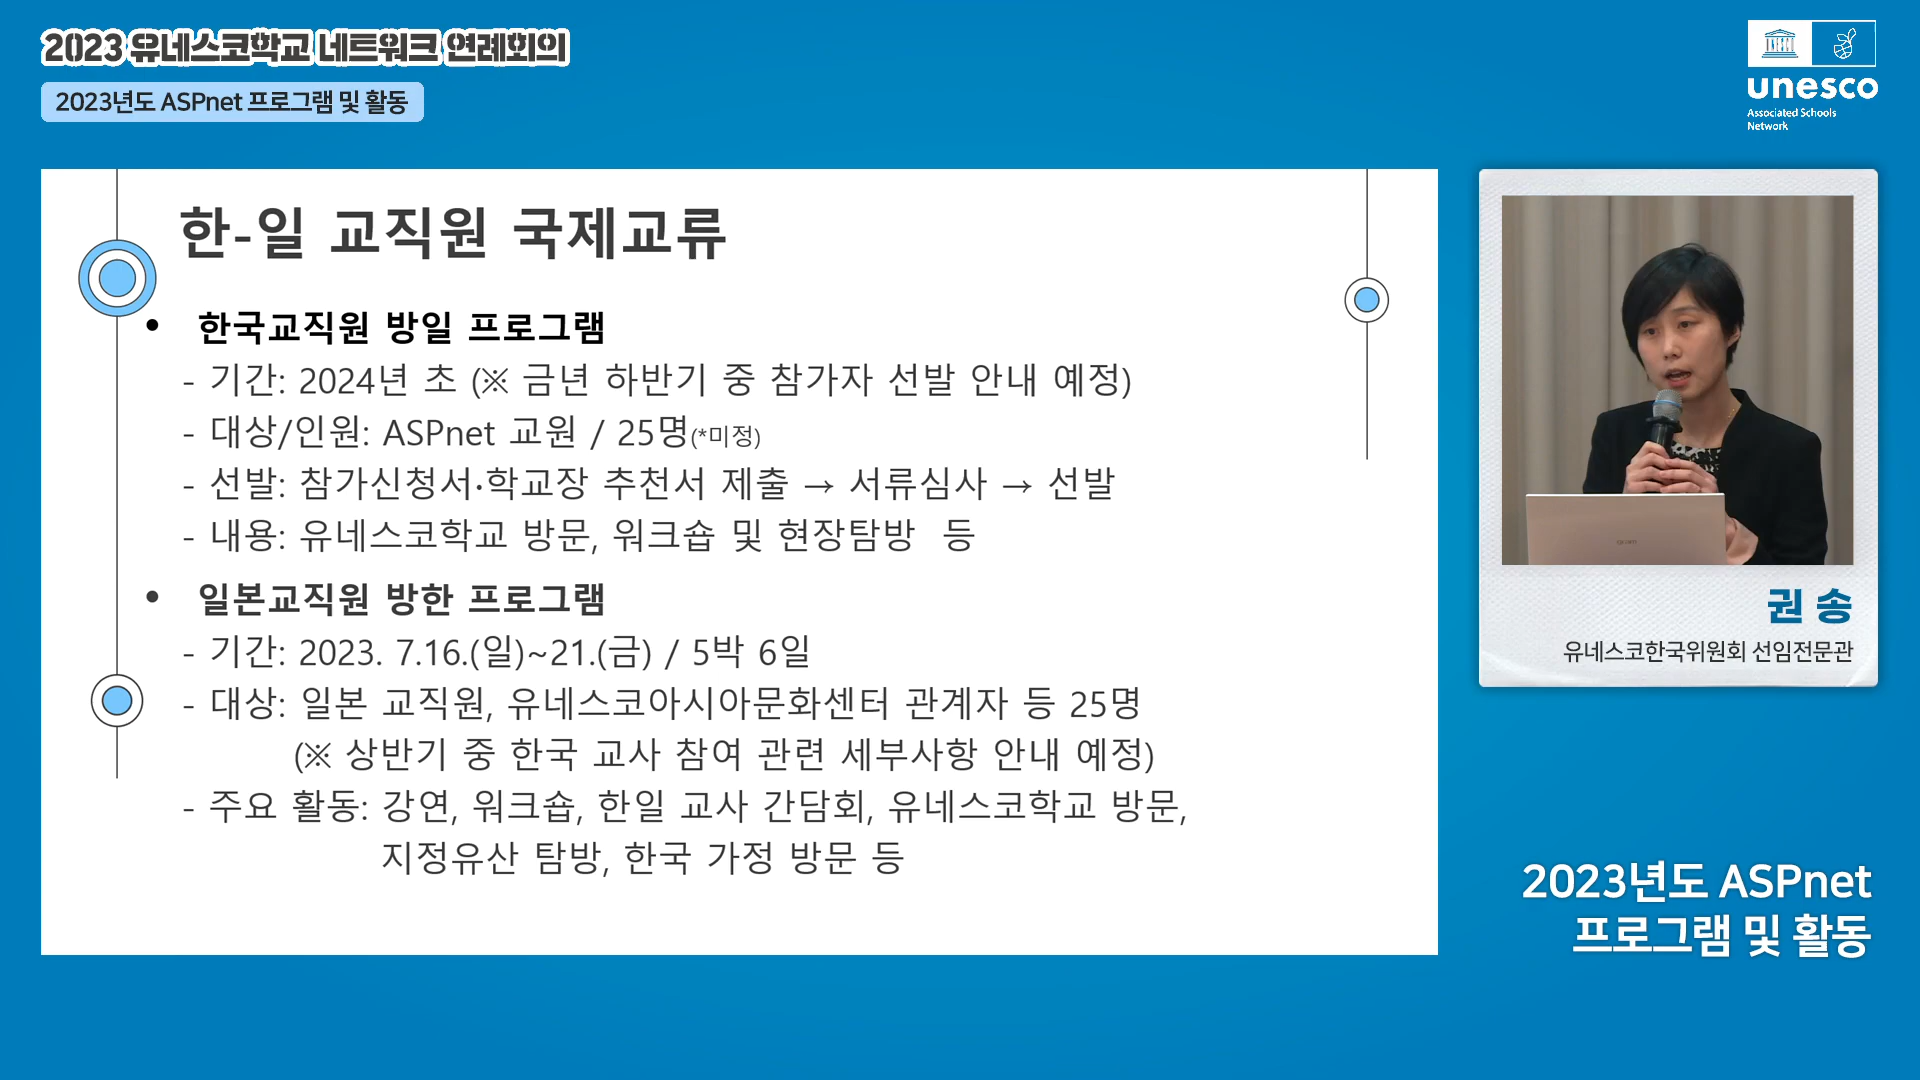 2023 유네스코학교 네트워크 연례회의
2023년도 ASPnet 프로그램 및 활동
unesco
Associated Schools
Network
한-일 교직원 국제교류
• 한국교직원 방일 프로그램
- 기간: 2024년 초 (※ 금년 하반기 중 참가자 선발 안내 예정)
- 대상/인원: ASPnet 교원 / 25명(*미정)
- 선발: 참가신청서·학교장 추천서 제출 → 서류심사 → 선발
- 내용: 유네스코학교 방문, 워크숍 및 현장탐방 등
• 일본교직원 방한 프로그램
- 기간: 2023. 7.16.(일)~21.(금) / 5박 6일
- 대상: 일본 교직원, 유네스코아시아문화센터 관계자 등 25명
(※ 상반기 중 한국 교사 참여 관련 세부사항 안내 예정)
- 주요 활동: 강연, 워크숍, 한일 교사 간담회, 유네스코학교 방문,
지정유산 탐방, 한국 가정 방문 등
권 송
유네스코한국위원회 선임전문관
2023년도 ASPnet
프로그램 및 활동